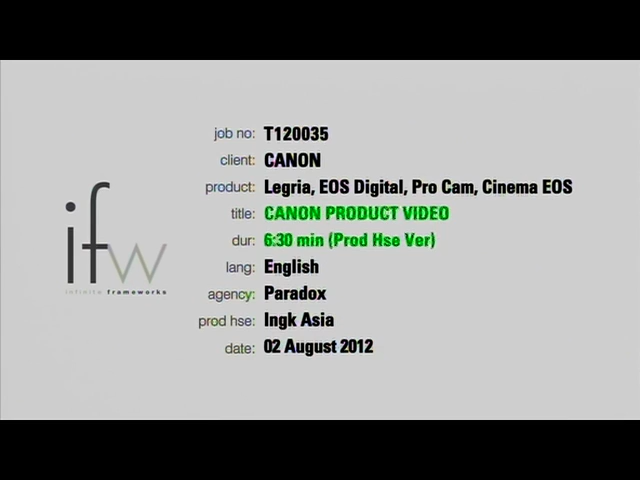 job no: T120035
client: CANON
product: Legria, EOS Digital, Pro Cam, Cinema EOS
title: CANON PRODUCT VIDEO
dur: 6:30 min (Prod Hse Ver)
lang: English
agency: Paradox
prod hse: Ingk Asia
date: 02 August 2012
ifw
infinite frameworks